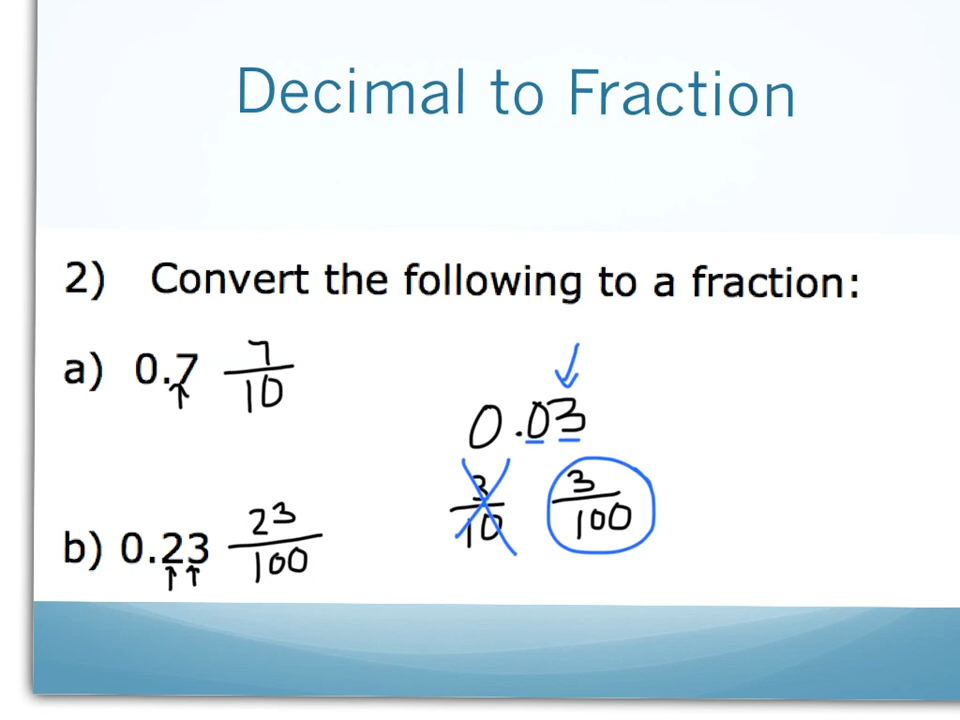 Decimal to Fraction
2) Convert the following to a fraction:
a) 0.7 7/10
0.03
3/10 3/100
b) 0.23 23/100